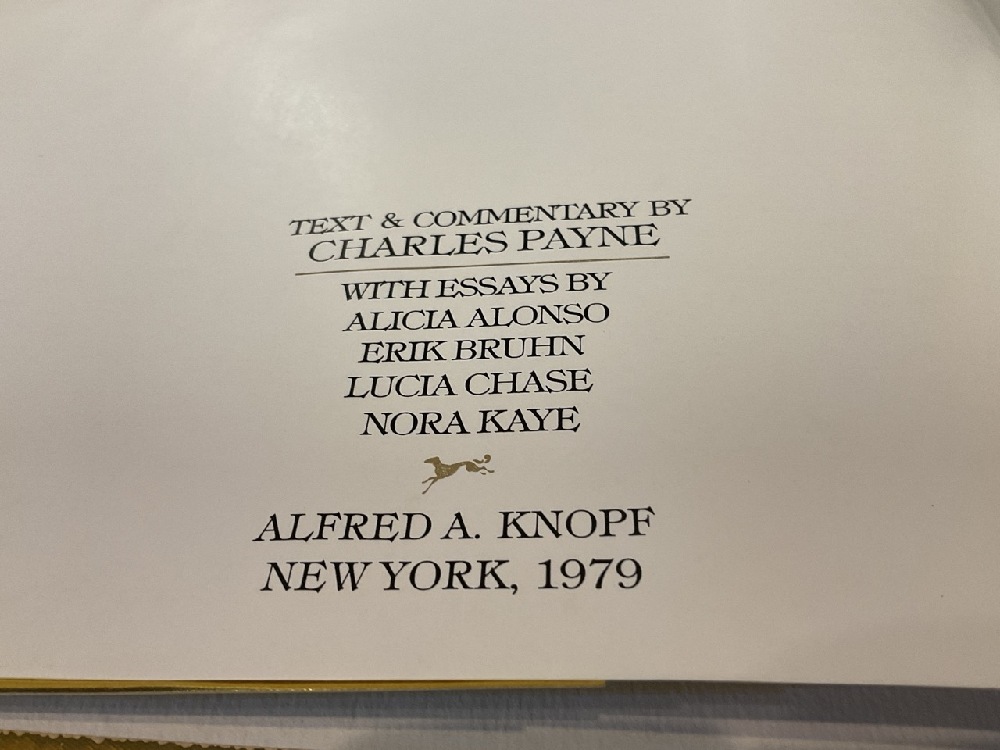 TEXT & COMMENTARY BY
CHARLES PAYNE
WITH ESSAYS BY
ALICIA ALONSO
ERIK BRUHN
LUCIA CHASE
NORA KAYE
ALFRED A. KNOPF
NEW YORK, 1979